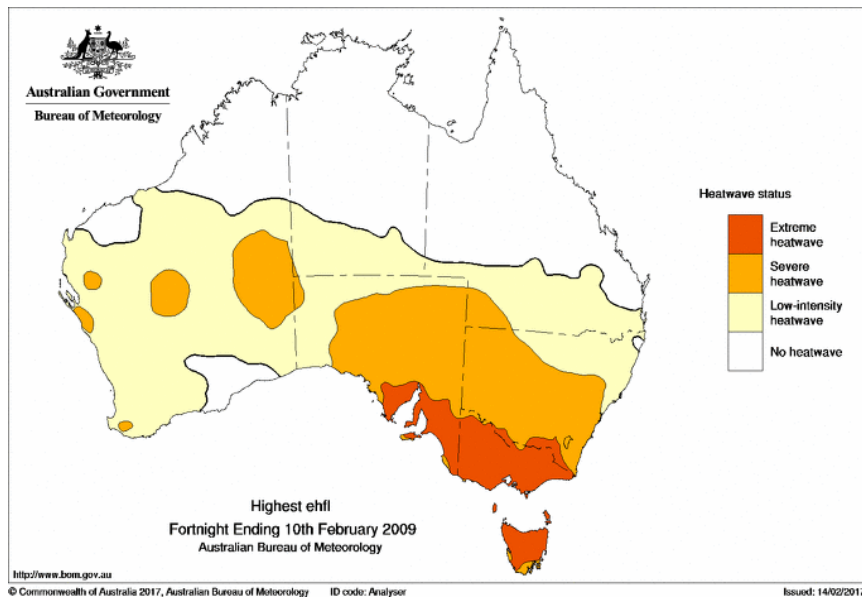 Australian Government
Bureau of Meteorology
Heatwave status
Extreme
heatwave
Severe
heatwave
Low-intensity
heatwave
No heatwave
Highest ehfl
Fortnight Ending 10th February 2009
Australian Bureau of Meteorology
http://www.bom.gov.au
© Commonwealth of Australia 2017, Australian Bureau of Meteorology ID code: Analyser Issued: 14/02/2017